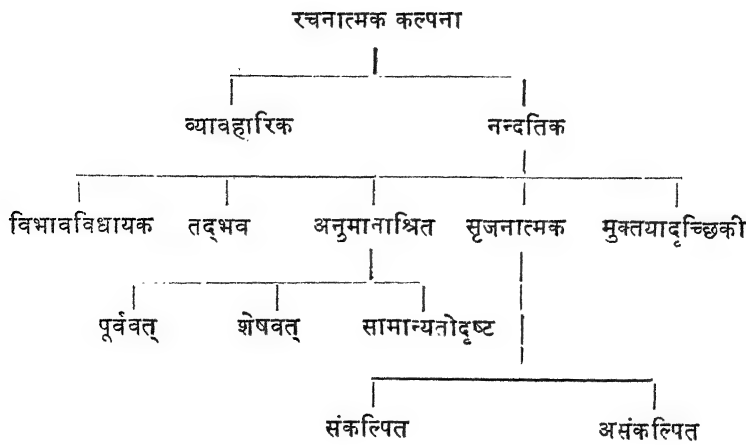 रचनात्मक कल्पना
व्यावहारिक नन्दतिक
विभावविधायक तद्‌भव अनुमानाश्रित सृजनात्मक मुक्तयादृच्छिकी
पूर्ववत् शेषवत् सामान्यतोदृष्ट
संकल्पित असंकल्पित